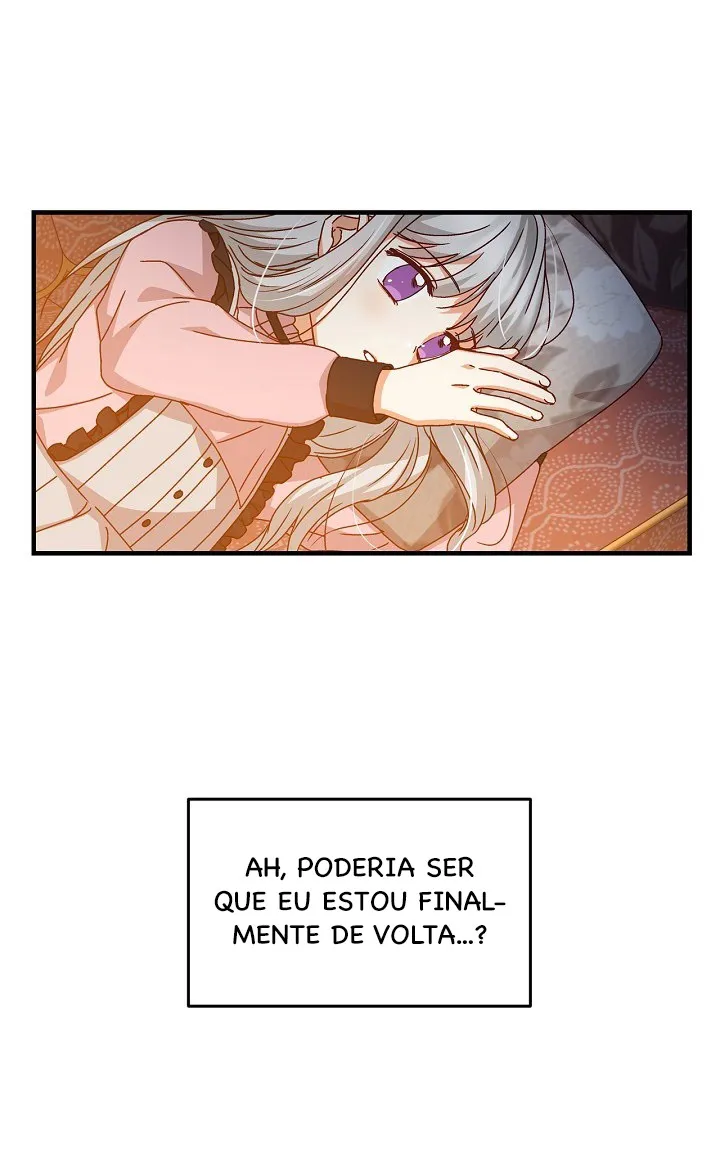 AH, PODERIA SER
QUE EU ESTOU FINAL-
MENTE DE VOLTA...?